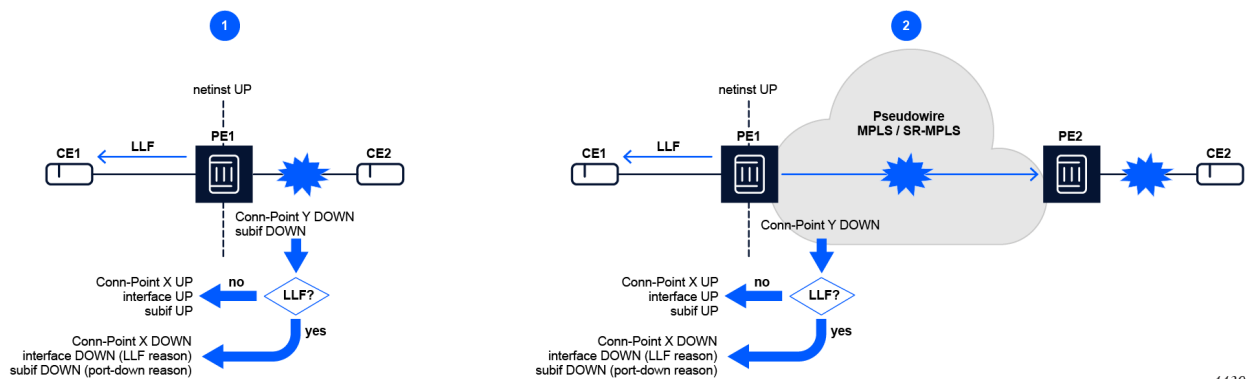 1
netinst UP
PE1
CE1
LLF
CE2
Conn-Point Y DOWN
subif DOWN
LLF?
no
Conn-Point X UP
interface UP
subif UP
yes
Conn-Point X DOWN
interface DOWN (LLF reason)
subif DOWN (port-down reason)
2
netinst UP
Pseudowire
MPLS / SR-MPLS
PE1
PE2
CE1
LLF
CE2
Conn-Point Y DOWN
LLF?
no
Conn-Point X UP
interface UP
subif UP
yes
Conn-Point X DOWN
interface DOWN (LLF reason)
subif DOWN (port-down reason)